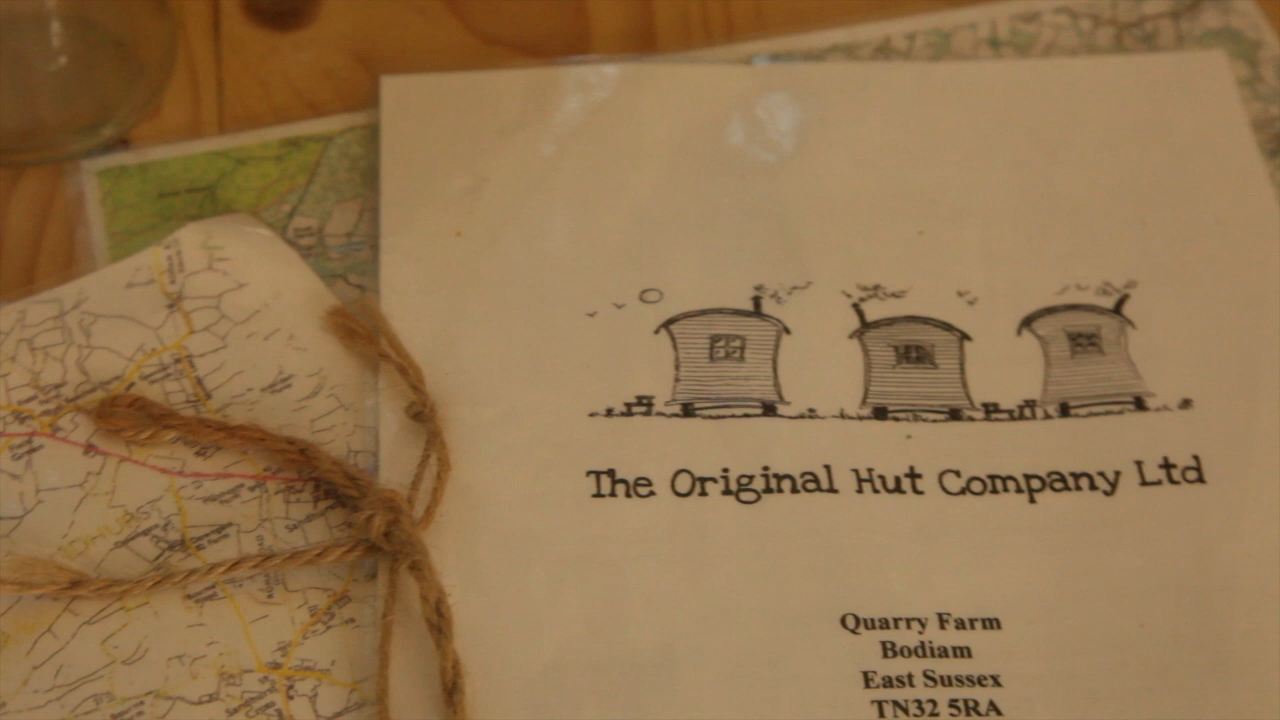 The Original Hut Company Ltd
Quarry Farm
Bodiam
East Sussex
TN32 5RA